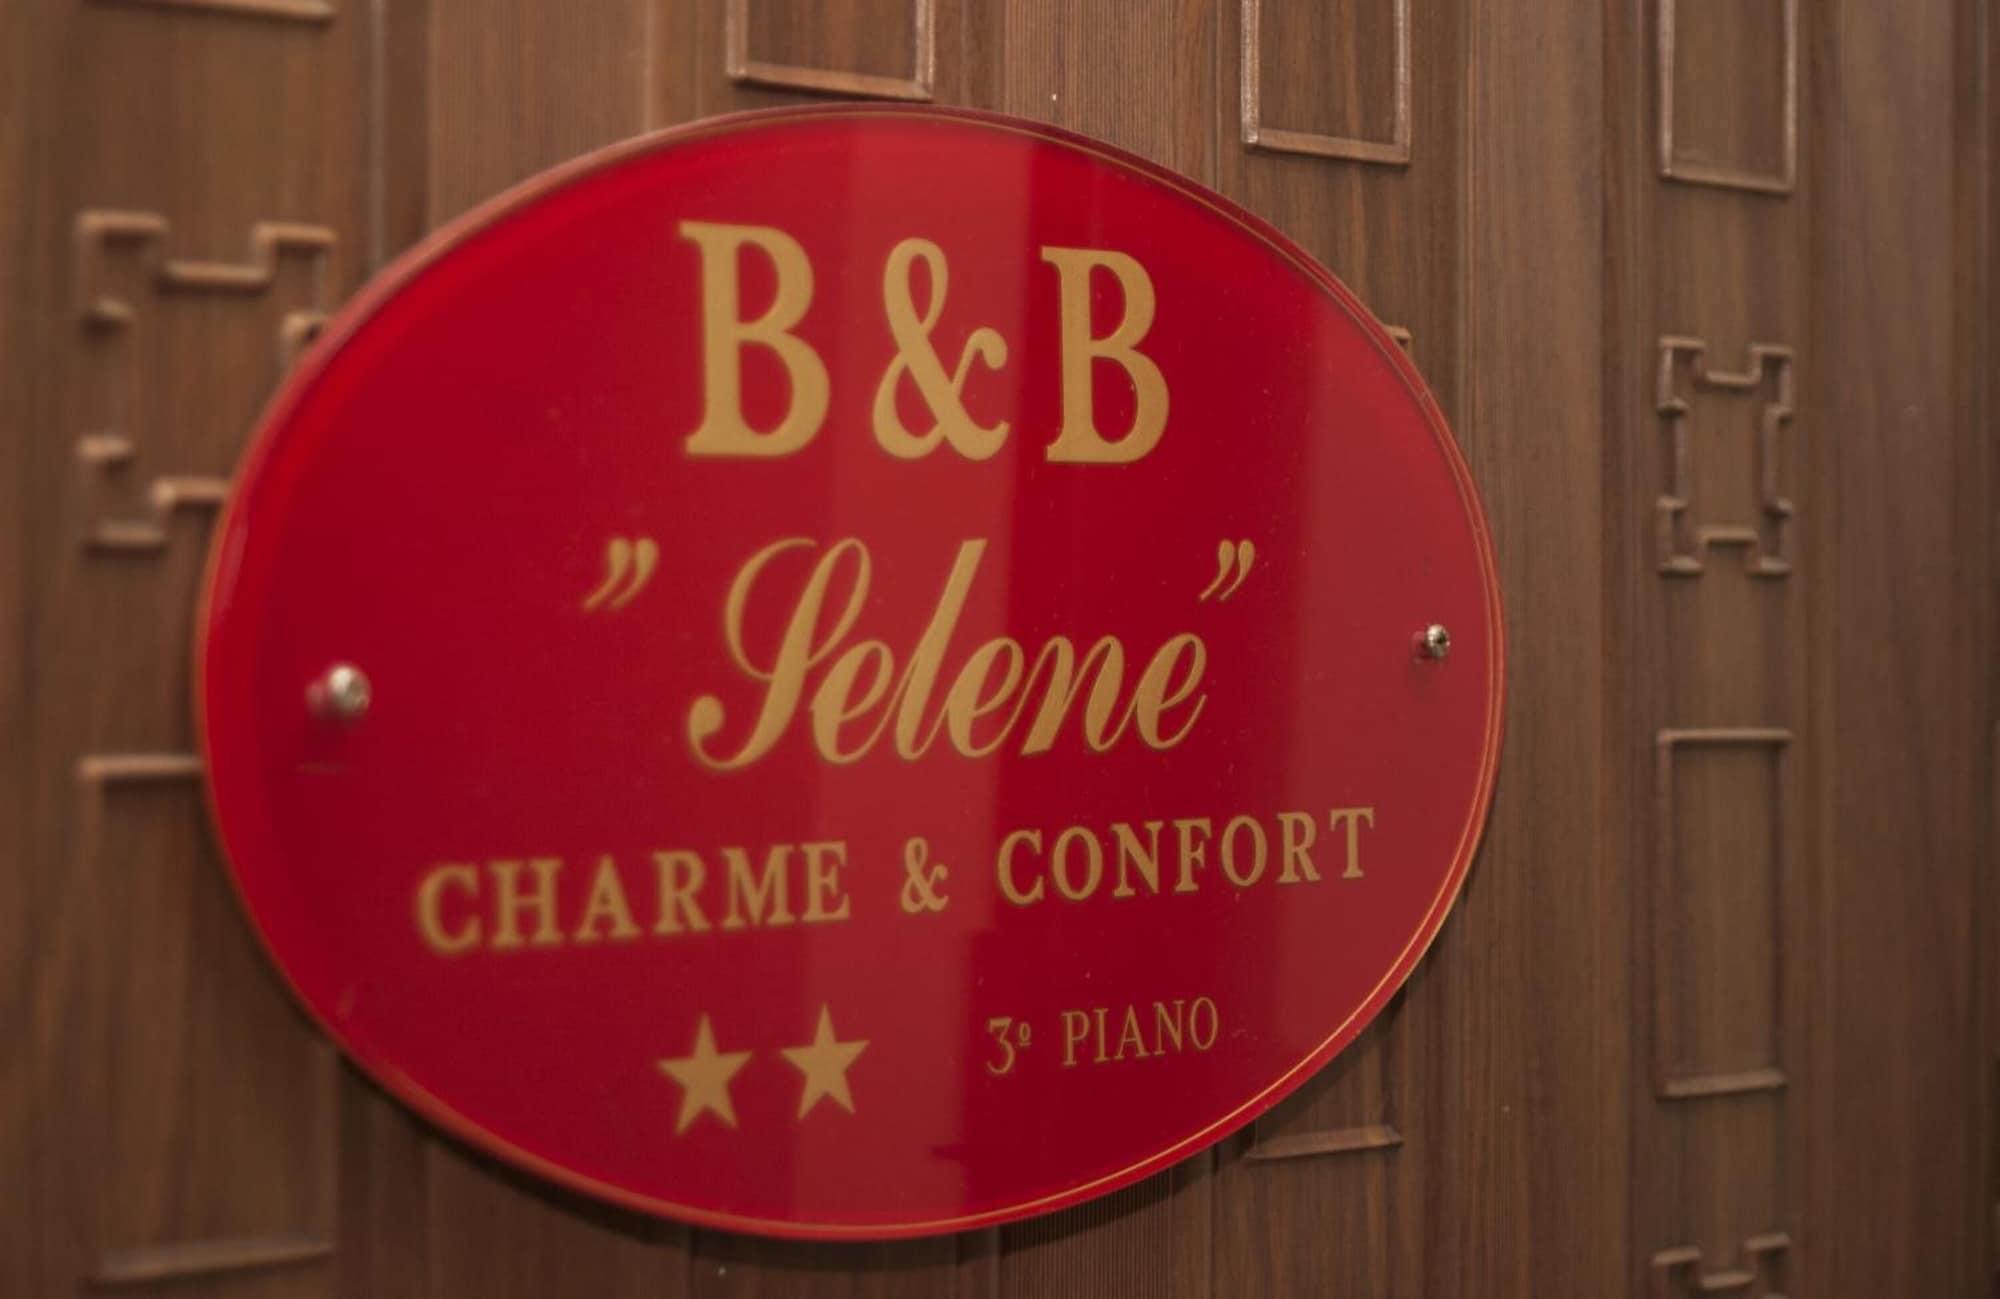 B&B
"Selene"
CHARME & CONFORT
3º PIANO